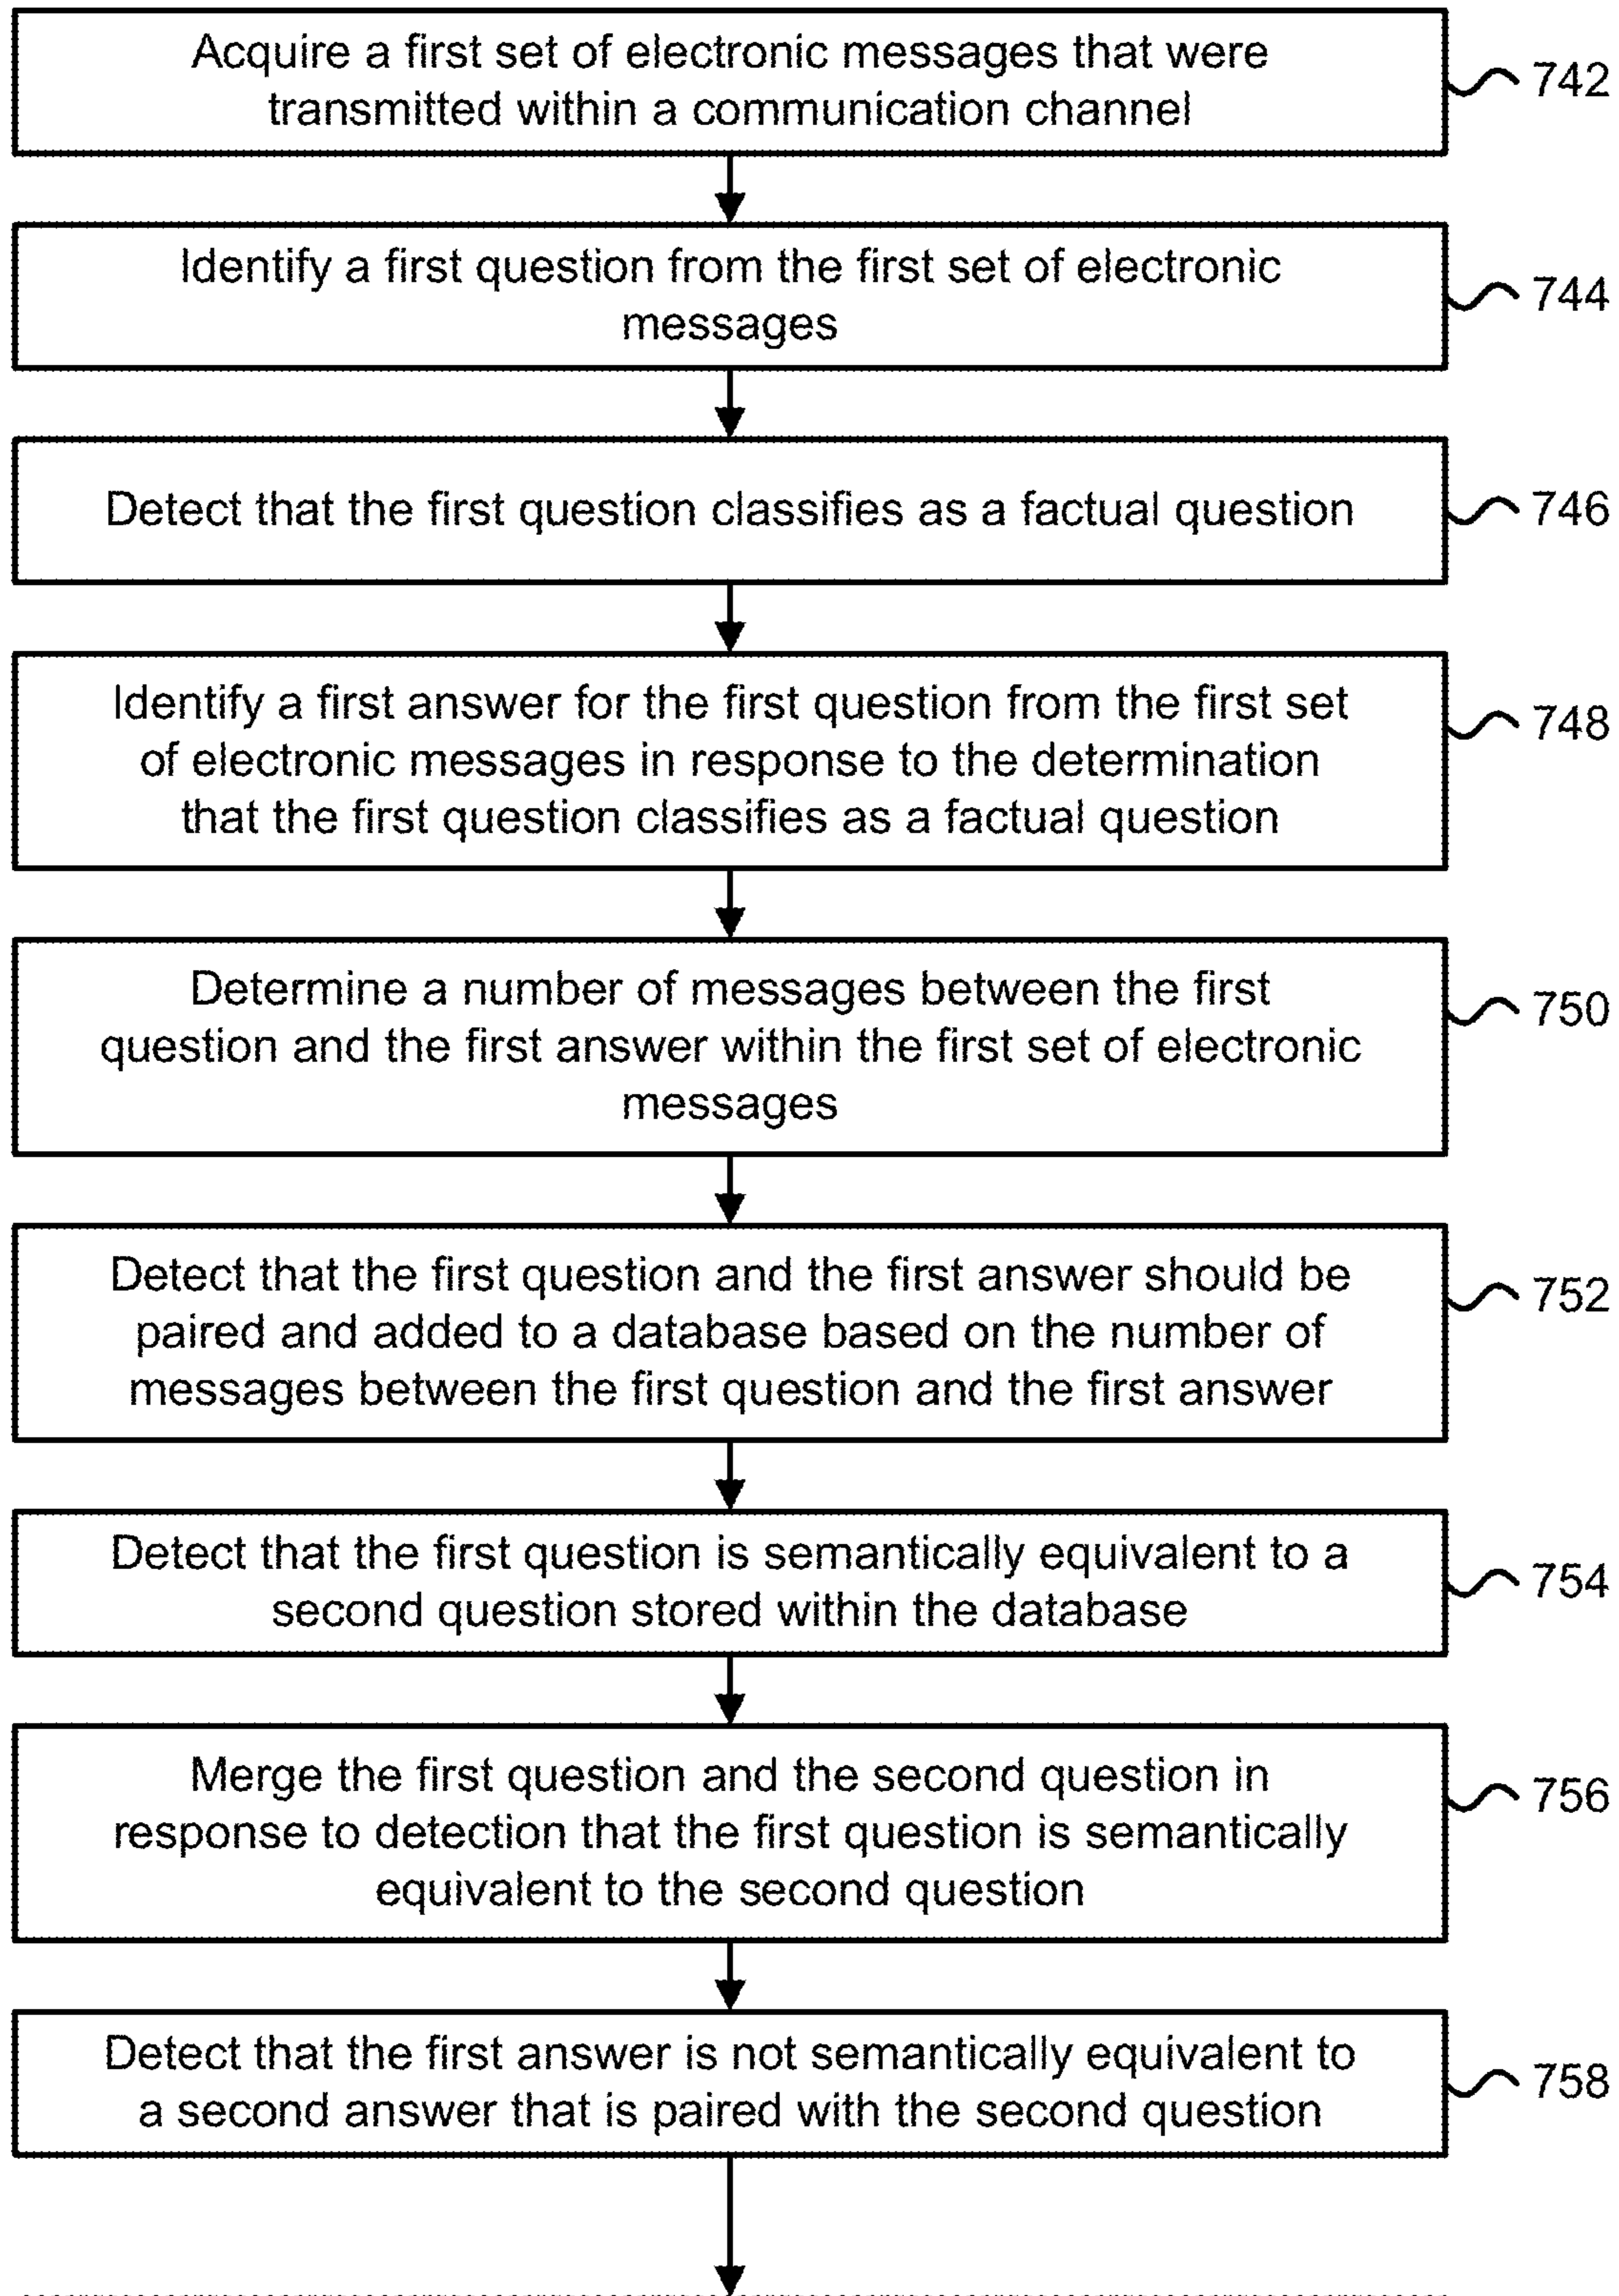 Acquire a first set of electronic messages that were
transmitted within a communication channel
742
Identify a first question from the first set of electronic
messages
744
Detect that the first question classifies as a factual question
746
Identify a first answer for the first question from the first set
of electronic messages in response to the determination
that the first question classifies as a factual question
748
Determine a number of messages between the first
question and the first answer within the first set of electronic
messages
750
Detect that the first question and the first answer should be
paired and added to a database based on the number of
messages between the first question and the first answer
752
Detect that the first question is semantically equivalent to a
second question stored within the database
754
Merge the first question and the second question in
response to detection that the first question is semantically
equivalent to the second question
756
Detect that the first answer is not semantically equivalent to
a second answer that is paired with the second question
758